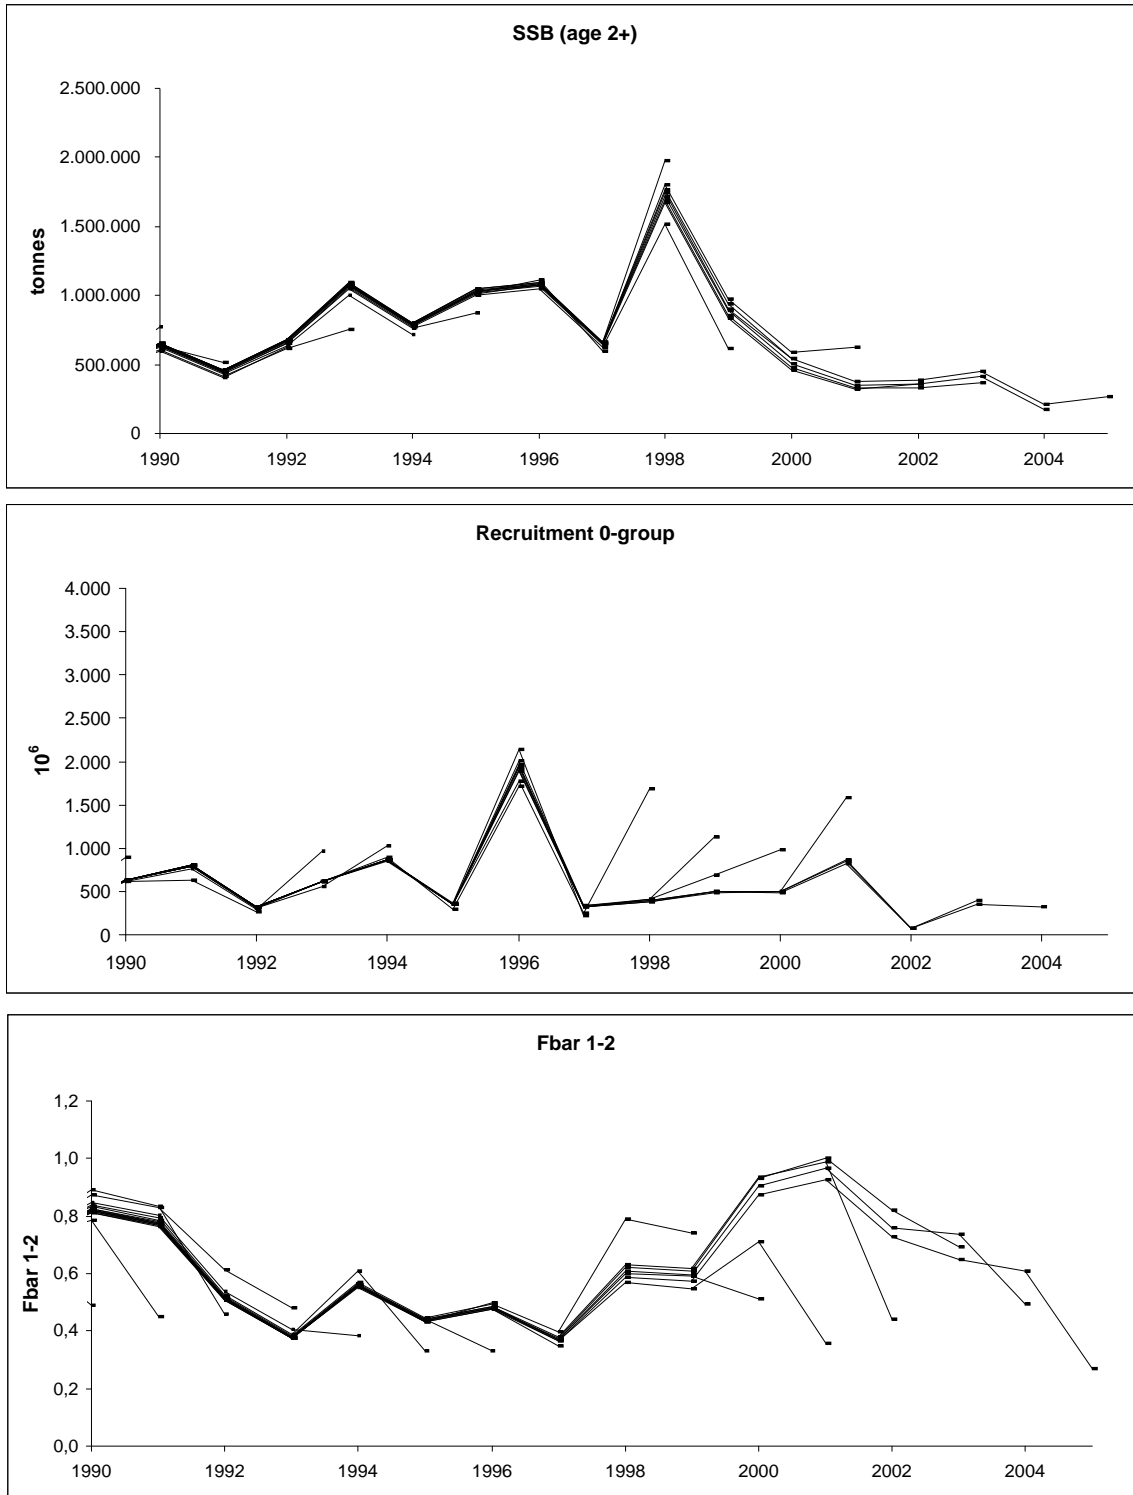 SSB (age 2+)
2.500.000
2.000.000
1.500.000
1.000.000
500.000
0
tonnes
1990 1992 1994 1996 1998 2000 2002 2004
Recruitment 0-group
4.000
3.500
3.000
2.500
2.000
1.500
1.000
500
0
10⁶
1990 1992 1994 1996 1998 2000 2002 2004
Fbar 1-2
1,2
1,0
0,8
0,6
0,4
0,2
0,0
Fbar 1-2
1990 1992 1994 1996 1998 2000 2002 2004